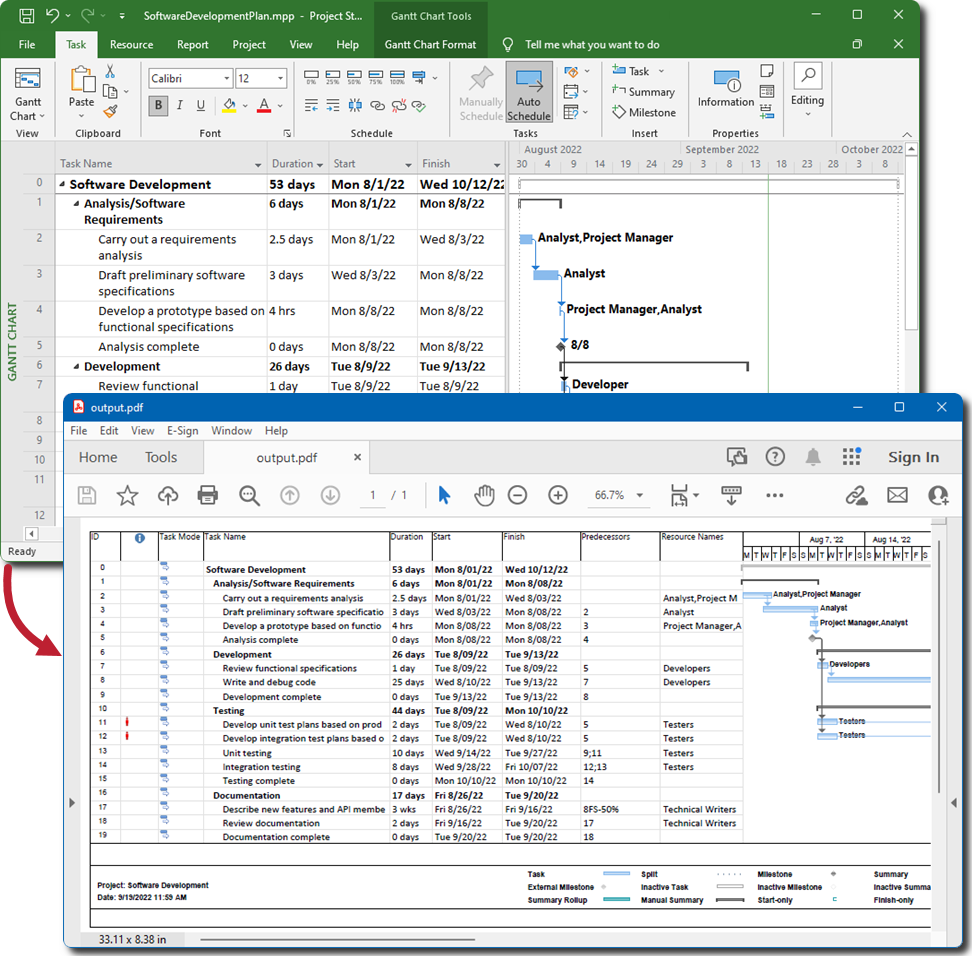 SoftwareDevelopmentPlan.mpp - Project St... Gantt Chart Tools
File Task Resource Report Project View Help Gantt Chart Format Tell me what you want to do
Calibri 12 0% 25% 50% 75% 100% Task
Summary
Milestone
Gantt Chart Paste B I U A Manually Schedule Auto Schedule Information Editing
View Clipboard Font Schedule Tasks Insert Properties
August 2022 September 2022 October 2022
Task Name Duration Start Finish 30 4 9 14 19 24 29 3 8 13 18 23 28 3 8
0 Software Development 53 days Mon 8/1/22 Wed 10/12/22
1 Analysis/Software Requirements 6 days Mon 8/1/22 Mon 8/8/22
2 Carry out a requirements analysis 2.5 days Mon 8/1/22 Wed 8/3/22 Analyst,Project Manager
3 Draft preliminary software specifications 3 days Wed 8/3/22 Mon 8/8/22 Analyst
4 Develop a prototype based on functional specifications 4 hrs Mon 8/8/22 Mon 8/8/22 Project Manager,Analyst
5 Analysis complete 0 days Mon 8/8/22 Mon 8/8/22 8/8
6 Development 26 days Tue 8/9/22 Tue 9/13/22
7 Review functional 1 day Tue 8/9/22 Tue 8/9/22 Developer
8
9
10
11
12
GANTT CHART
Ready
output.pdf
File Edit View E-Sign Window Help
Home Tools output.pdf Sign In
1 / 1 66.7%
ID Task Mode Task Name Duration Start Finish Predecessors Resource Names Aug 7, '22 Aug 14, '22
M T W T F S S M T W T F S S M T W T F S
0 Software Development 53 days Mon 8/01/22 Wed 10/12/22
1 Analysis/Software Requirements 6 days Mon 8/01/22 Mon 8/08/22
2 Carry out a requirements analysis 2.5 days Mon 8/01/22 Wed 8/03/22 Analyst,Project M Analyst,Project Manager
3 Draft preliminary software specificatio 3 days Wed 8/03/22 Mon 8/08/22 2 Analyst Analyst
4 Develop a prototype based on functio 4 hrs Mon 8/08/22 Mon 8/08/22 3 Project Manager,A Project Manager,Analyst
5 Analysis complete 0 days Mon 8/08/22 Mon 8/08/22 4
6 Development 26 days Tue 8/09/22 Tue 9/13/22
7 Review functional specifications 1 day Tue 8/09/22 Tue 8/09/22 5 Developers Developers
8 Write and debug code 25 days Wed 8/10/22 Tue 9/13/22 7 Developers
9 Development complete 0 days Tue 9/13/22 Tue 9/13/22 8
10 Testing 44 days Tue 8/09/22 Mon 10/10/22
11 Develop unit test plans based on prod 2 days Tue 8/09/22 Wed 8/10/22 5 Testers Testers
12 Develop integration test plans based o 2 days Tue 8/09/22 Wed 8/10/22 5 Testers Testers
13 Unit testing 10 days Wed 9/14/22 Tue 9/27/22 9;11 Testers
14 Integration testing 8 days Wed 9/28/22 Fri 10/07/22 12;13 Testers
15 Testing complete 0 days Mon 10/10/22 Mon 10/10/22 14
16 Documentation 17 days Fri 8/26/22 Tue 9/20/22
17 Describe new features and API membe 3 wks Fri 8/26/22 Fri 9/16/22 8FS-50% Technical Writers
18 Review documentation 2 days Fri 9/16/22 Tue 9/20/22 17 Technical Writers
19 Documentation complete 0 days Tue 9/20/22 Tue 9/20/22 18
Task Split Milestone Summary
Project: Software Development External Milestone Inactive Task Inactive Milestone Inactive Summa
Date: 9/19/2022 11:59 AM Summary Rollup Manual Summary Start-only Finish-only
33.11 x 8.38 in